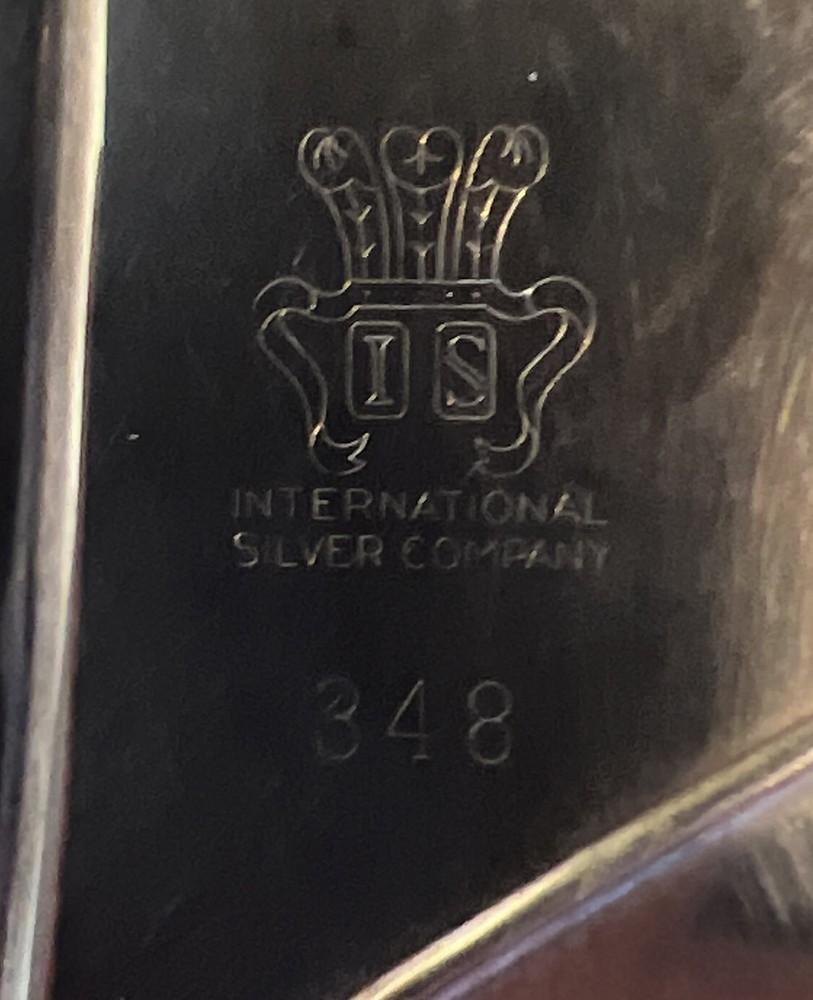 I S
INTERNATIONAL
SILVER COMPANY
348